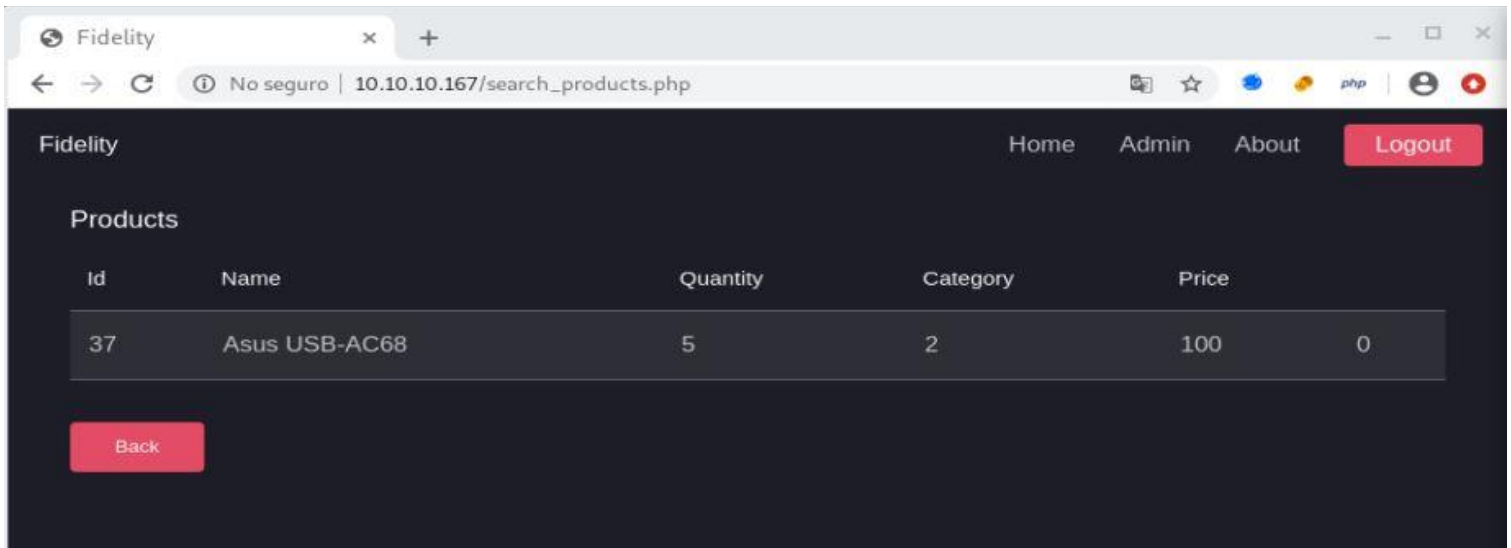 Fidelity
No seguro | 10.10.10.167/search_products.php php
Fidelity Home Admin About Logout
Products
Id Name Quantity Category Price
37 Asus USB-AC68 5 2 100 0
Back